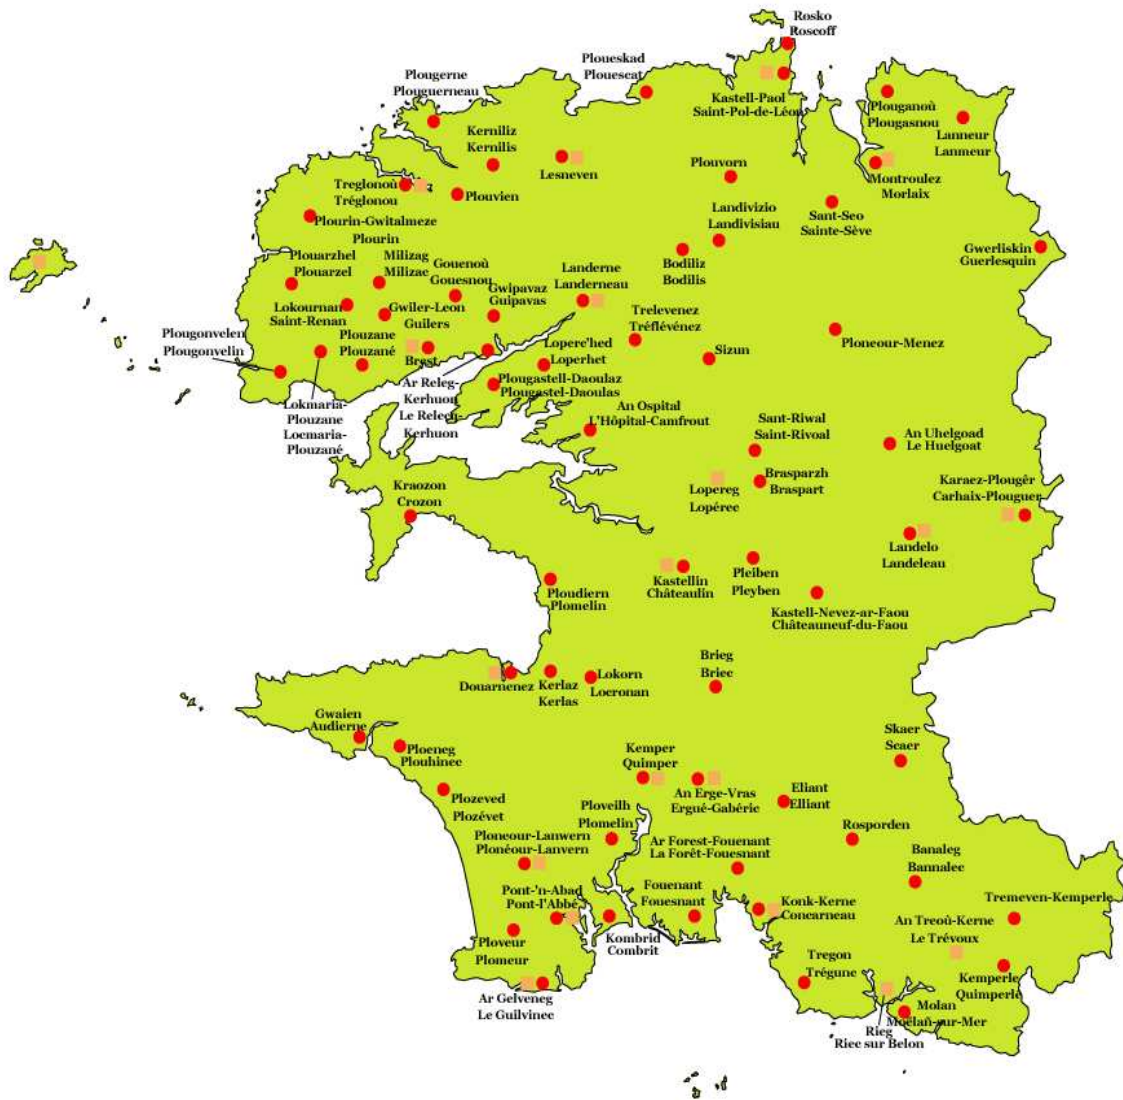 Rosko
Roscoff
Ploueskad
Plouescat
Plougerne
Plouguerneau
Kastell-Paol
Saint-Pol-de-Léon
Plouganoù
Plougasnou
Lanneur
Lanmeur
Kerniliz
Kernilis
Lesneven
Plouvorn
Montroulez
Morlaix
Treglonoù
Tréglonou
Plouvien
Landivizio
Landivisiau
Sant-Seo
Sainte-Sève
Plourin-Gwitalmeze
Plourin
Plouarzhel
Plouarzel
Milizag
Milizac
Gouenoù
Gouesnou
Gwipavaz
Guipavas
Landerne
Landerneau
Bodiliz
Bodilis
Gwerliskin
Guerlesquin
Lokournan
Saint-Renan
Gwiler-Leon
Guilers
Trelevenez
Tréflévénez
Plougonvelen
Plougonvelin
Plouzane
Plouzané
Brest
Loperc'hed
Loperhet
Sizun
Ploneour-Menez
Ar Releg-
Kerhuon
Le Relecq-
Kerhuon
Plougastell-Daoulaz
Plougastel-Daoulas
Lokmaria-
Plouzane
Locmaria-
Plouzané
An Ospital
L'Hôpital-Camfrout
Sant-Riwal
Saint-Rivoal
An Uhelgoad
Le Huelgoat
Kraozon
Crozon
Lopereg
Lopérec
Brasparzh
Braspart
Karaez-Plougêr
Carhaix-Plouguer
Landelo
Landeleau
Kastellin
Châteaulin
Pleiben
Pleyben
Ploudiern
Plomelin
Kastell-Nevez-ar-Faou
Châteauneuf-du-Faou
Douarnenez
Kerlaz
Kerlas
Lokorn
Locronan
Brieg
Briec
Gwaien
Audierne
Ploeneg
Plouhinec
Skaer
Scaer
Kemper
Quimper
An Erge-Vras
Ergué-Gabéric
Plozeved
Plozévet
Eliant
Elliant
Ploveilh
Plomelin
Ploneour-Lanwern
Plonéour-Lanvern
Ar Forest-Fouenant
La Forêt-Fouesnant
Rosporden
Banaleg
Bannalec
Pont-'n-Abad
Pont-l'Abbé
Fouenant
Fouesnant
Konk-Kerne
Concarneau
Tremeven-Kemperle
An Treoù-Kerne
Le Trévoux
Ploveur
Plomeur
Kombrid
Combrit
Tregon
Trégunc
Kemperle
Quimperlé
Ar Gelveneg
Le Guilvinec
Molan
Moëlañ-sur-Mer
Rieg
Riec sur Belon